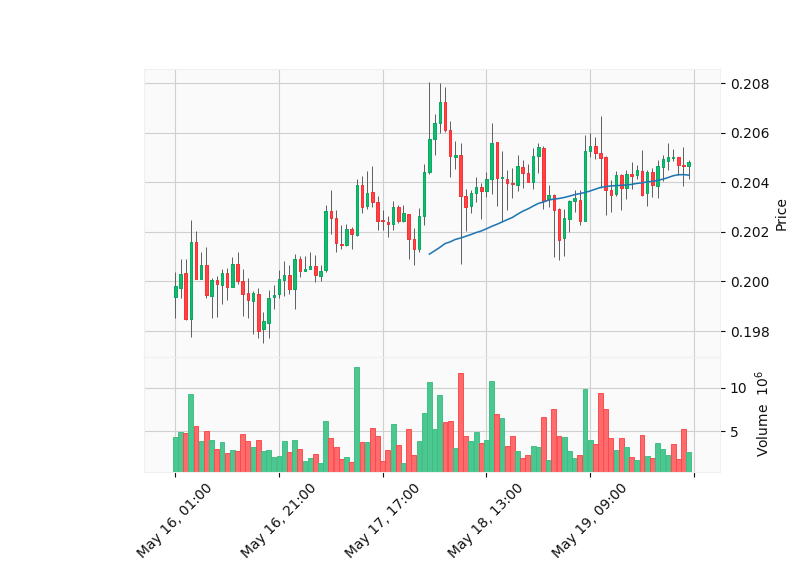 0.208
0.206
0.204
0.202
0.200
0.198
Price
10
5
Volume 10^6
May 16, 01:00
May 16, 21:00
May 17, 17:00
May 18, 13:00
May 19, 09:00